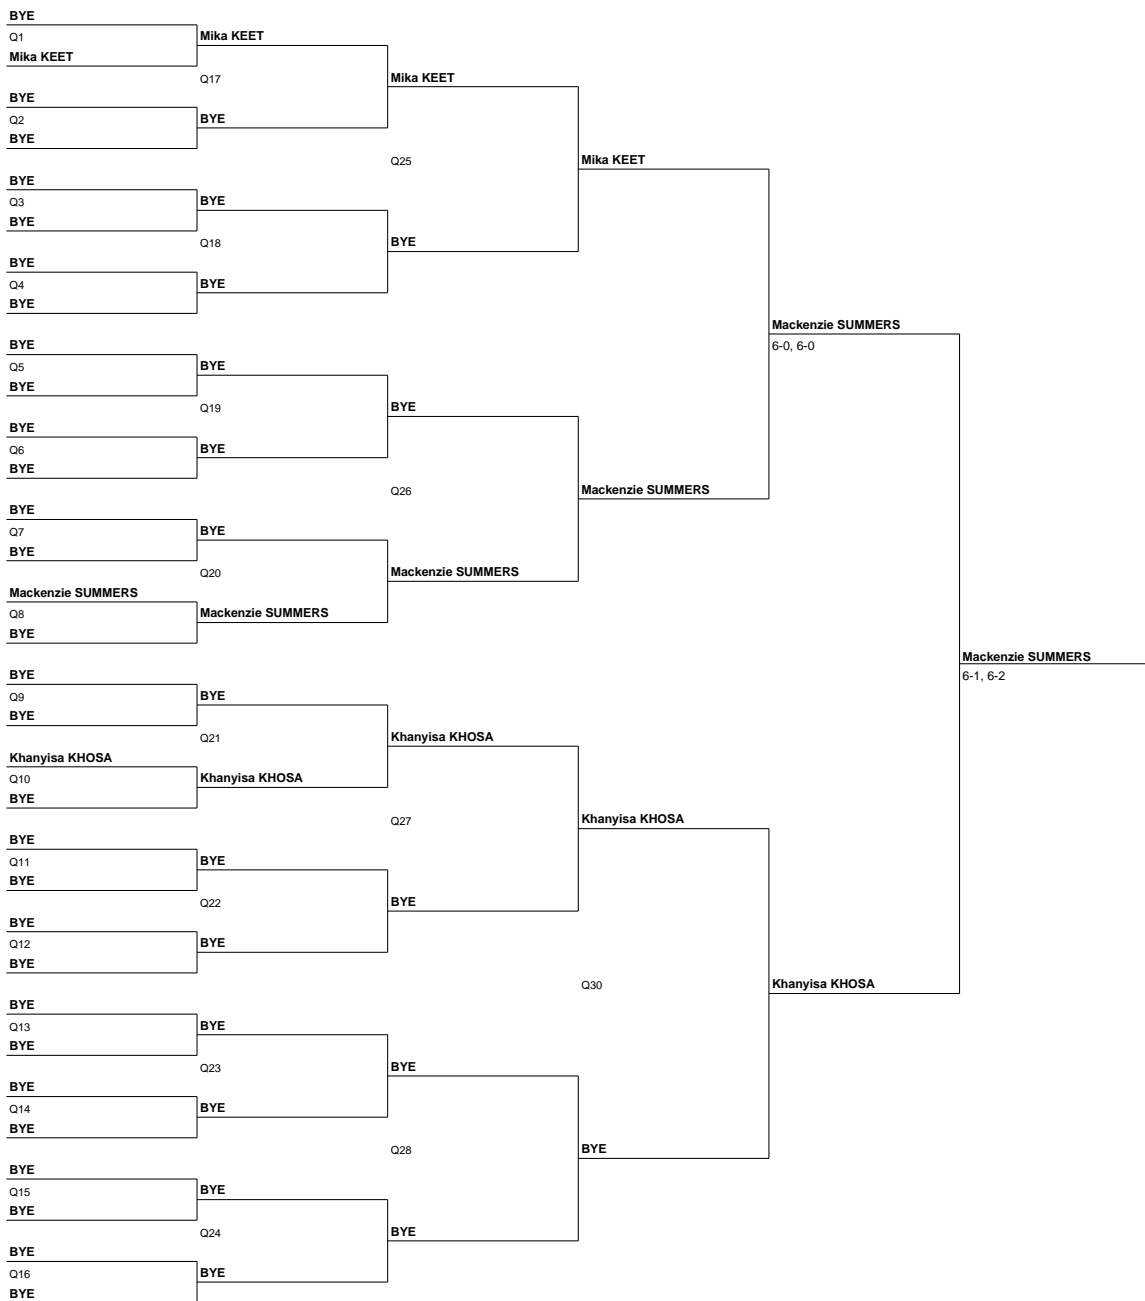 BYE
Q1
Mika KEET
BYE
Q2
BYE
BYE
Q3
BYE
BYE
Q4
BYE
BYE
Q5
BYE
BYE
Q6
BYE
BYE
Q7
BYE
Mackenzie SUMMERS
Q8
BYE
BYE
Q9
BYE
Khanyisa KHOSA
Q10
BYE
BYE
Q11
BYE
BYE
Q12
BYE
BYE
Q13
BYE
BYE
Q14
BYE
BYE
Q15
BYE
BYE
Q16
BYE
Mika KEET
Q17
BYE
BYE
Q18
BYE
BYE
Q19
BYE
BYE
Q20
Mackenzie SUMMERS
BYE
Q21
Khanyisa KHOSA
BYE
Q22
BYE
BYE
Q23
BYE
BYE
Q24
BYE
Mika KEET
Q25
BYE
BYE
Q26
Mackenzie SUMMERS
Khanyisa KHOSA
Q27
BYE
BYE
Q28
BYE
Mika KEET
Mackenzie SUMMERS
Khanyisa KHOSA
Q30
BYE
Mackenzie SUMMERS
6-0, 6-0
Khanyisa KHOSA
Mackenzie SUMMERS
6-1, 6-2